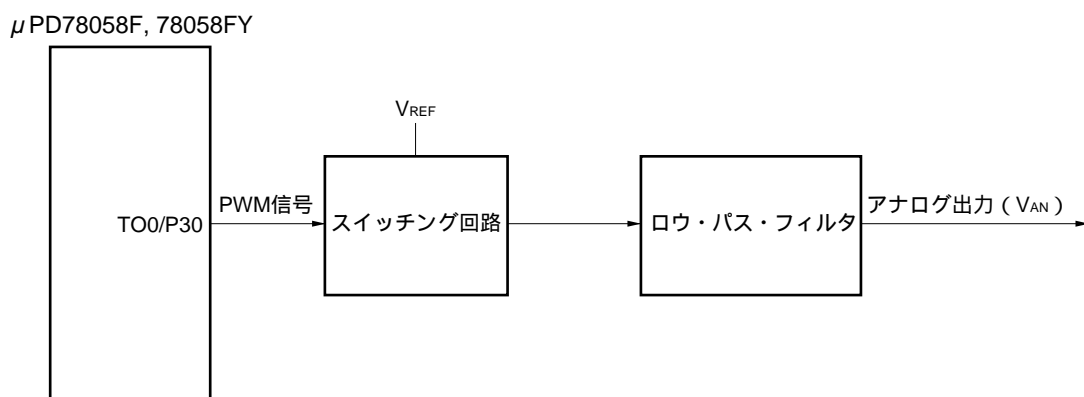 μPD78058F, 78058FY
VREF
TO0/P30
PWM信号
スイッチング回路
ロウ・パス・フィルタ
アナログ出力（VAN）